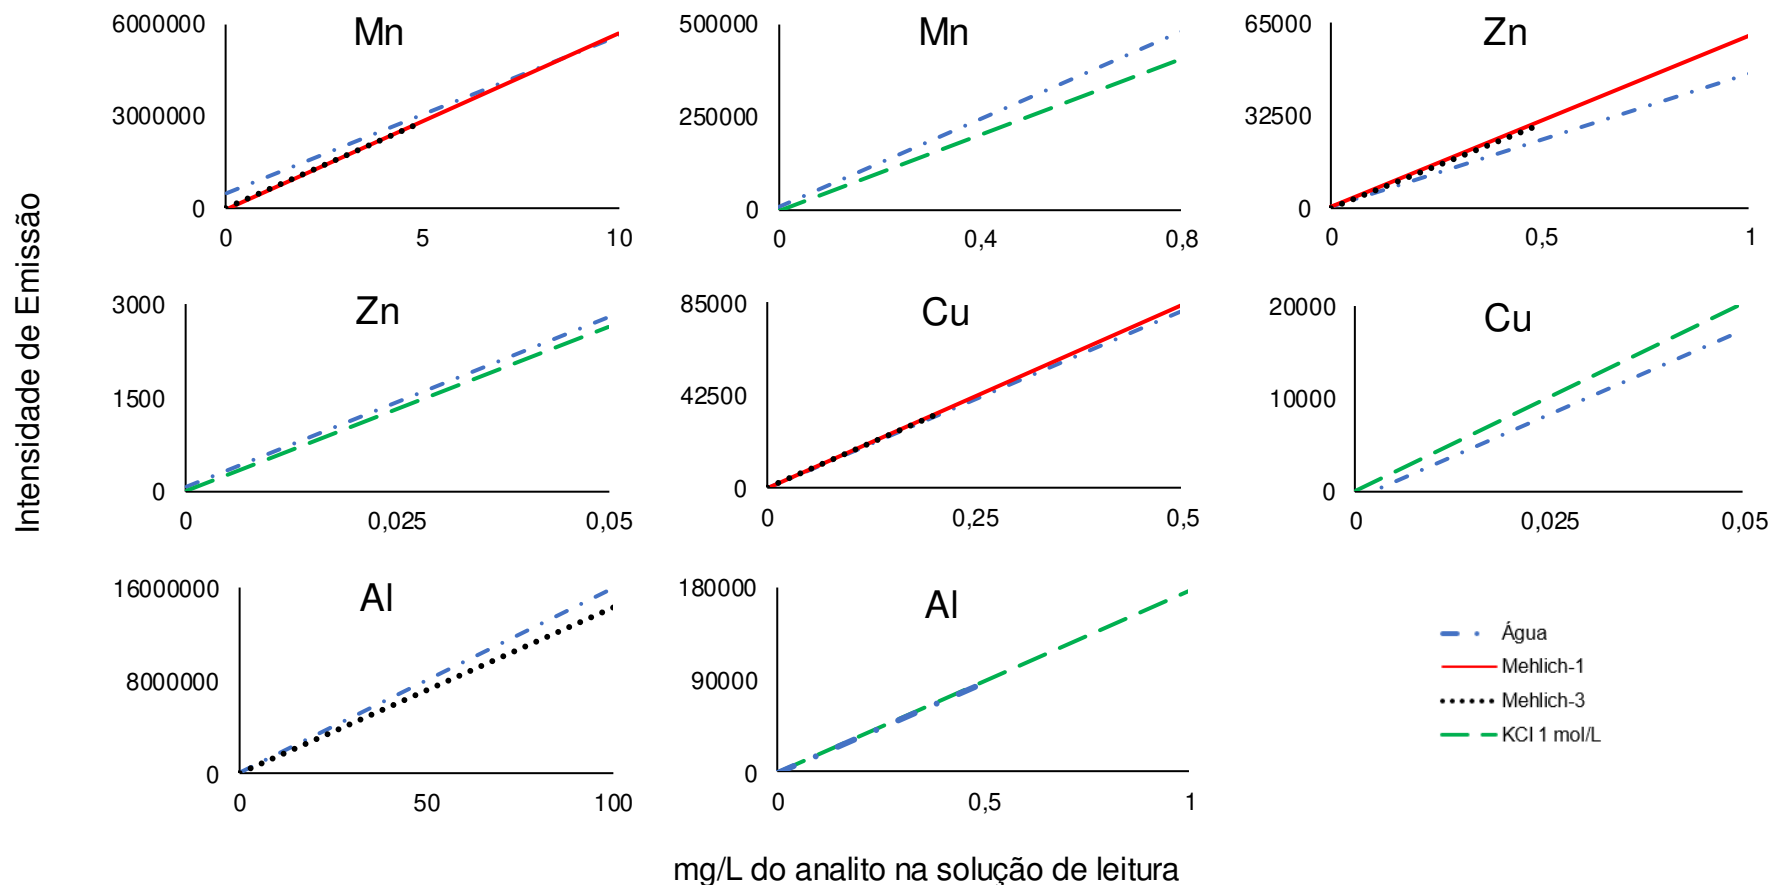 Intensidade de Emissão
Mn
6000000
3000000
0
0 5 10
Mn
500000
250000
0
0 0,4 0,8
Zn
65000
32500
0
0 0,5 1
Zn
3000
1500
0
0 0,025 0,05
Cu
85000
42500
0
0 0,25 0,5
Cu
20000
10000
0
0 0,025 0,05
Al
16000000
8000000
0
0 50 100
Al
180000
90000
0
0 0,5 1
Água
Mehlich-1
Mehlich-3
KCl 1 mol/L
mg/L do analito na solução de leitura